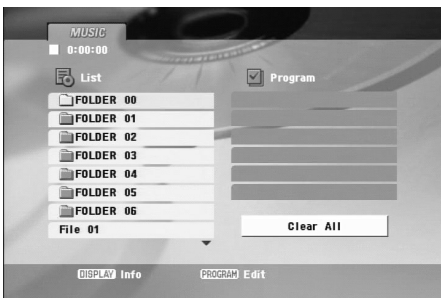 MUSIC
0:00:00
List
Program
FOLDER 00
FOLDER 01
FOLDER 02
FOLDER 03
FOLDER 04
FOLDER 05
FOLDER 06
File 01
Clear All
DISPLAY Info
PROGRAM Edit